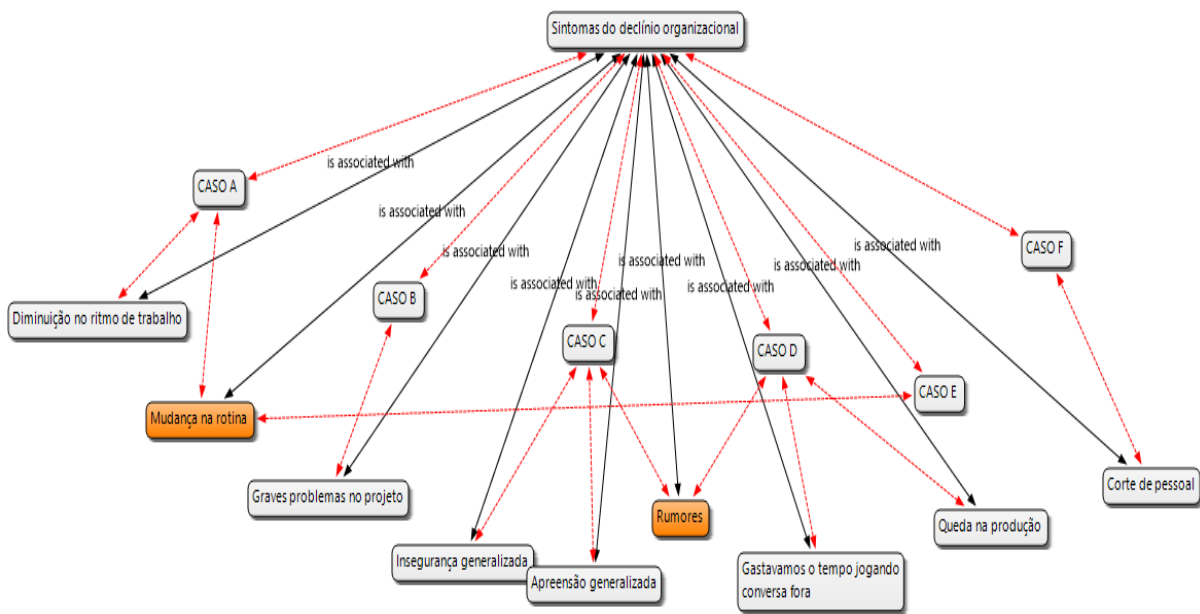 Sintomas do declínio organizacional
is associated with
CASO A
is associated with
is associated with
CASO F
is associated with
is associated with
is associated with
is associated with
is associated with
is associated with
CASO B
Diminuição no ritmo de trabalho
CASO C
CASO D
CASO E
Mudança na rotina
Graves problemas no projeto
Corte de pessoal
Rumores
Queda na produção
Insegurança generalizada
Apreensão generalizada
Gastavamos o tempo jogando
conversa fora